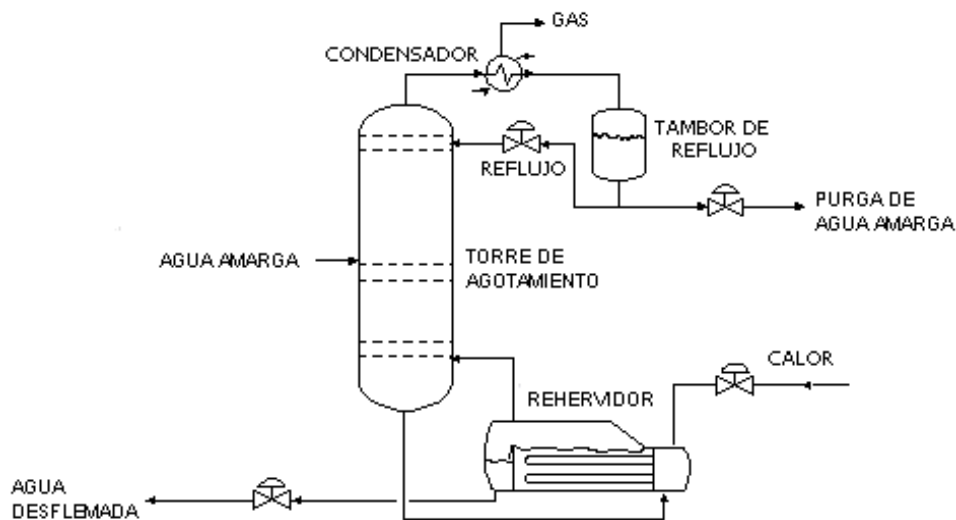 GAS
CONDENSADOR
TAMBOR DE
REFLUJO
REFLUJO
PURGA DE
AGUA AMARGA
AGUA AMARGA
TORRE DE
AGOTAMIENTO
CALOR
REHERVIDOR
AGUA
DESFLEMADA